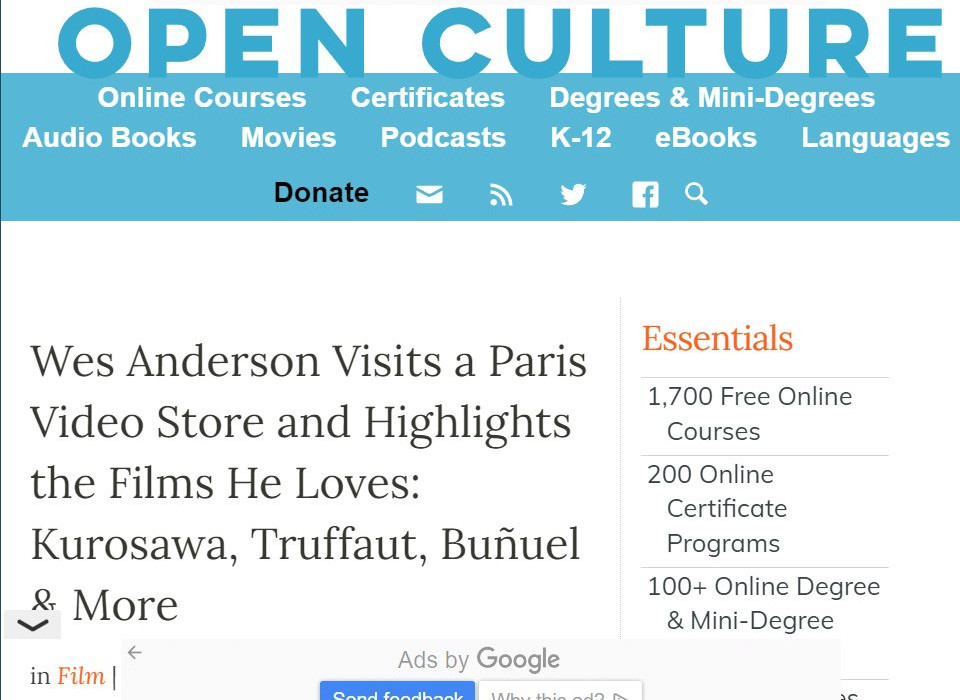 OPEN CULTURE
Online Courses Certificates Degrees & Mini-Degrees
Audio Books Movies Podcasts K-12 eBooks Languages
Donate
Wes Anderson Visits a Paris
Video Store and Highlights
the Films He Loves:
Kurosawa, Truffaut, Buñuel
& More
in Film |
Essentials
1,700 Free Online
Courses
200 Online
Certificate
Programs
100+ Online Degree
& Mini-Degree
Ads by Google
Send feedback Why this ad?